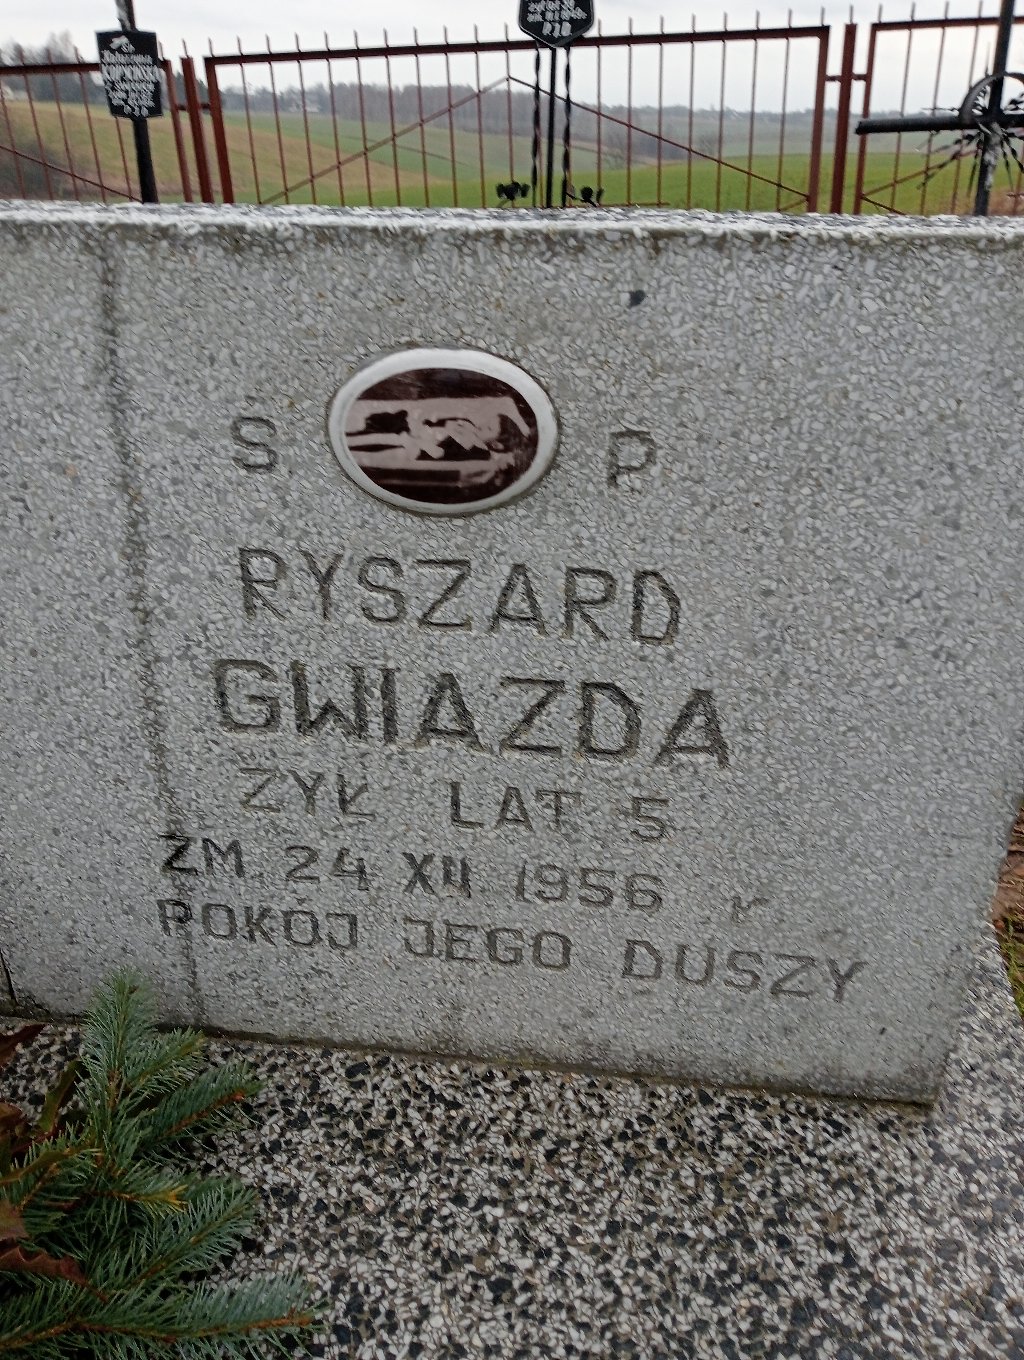 P.D.D.
S. P
RYSZARD
GWIAZDA
ŻYŁ LAT 5
ZM. 24 XII 1956 r
POKÓJ JEGO DUSZY